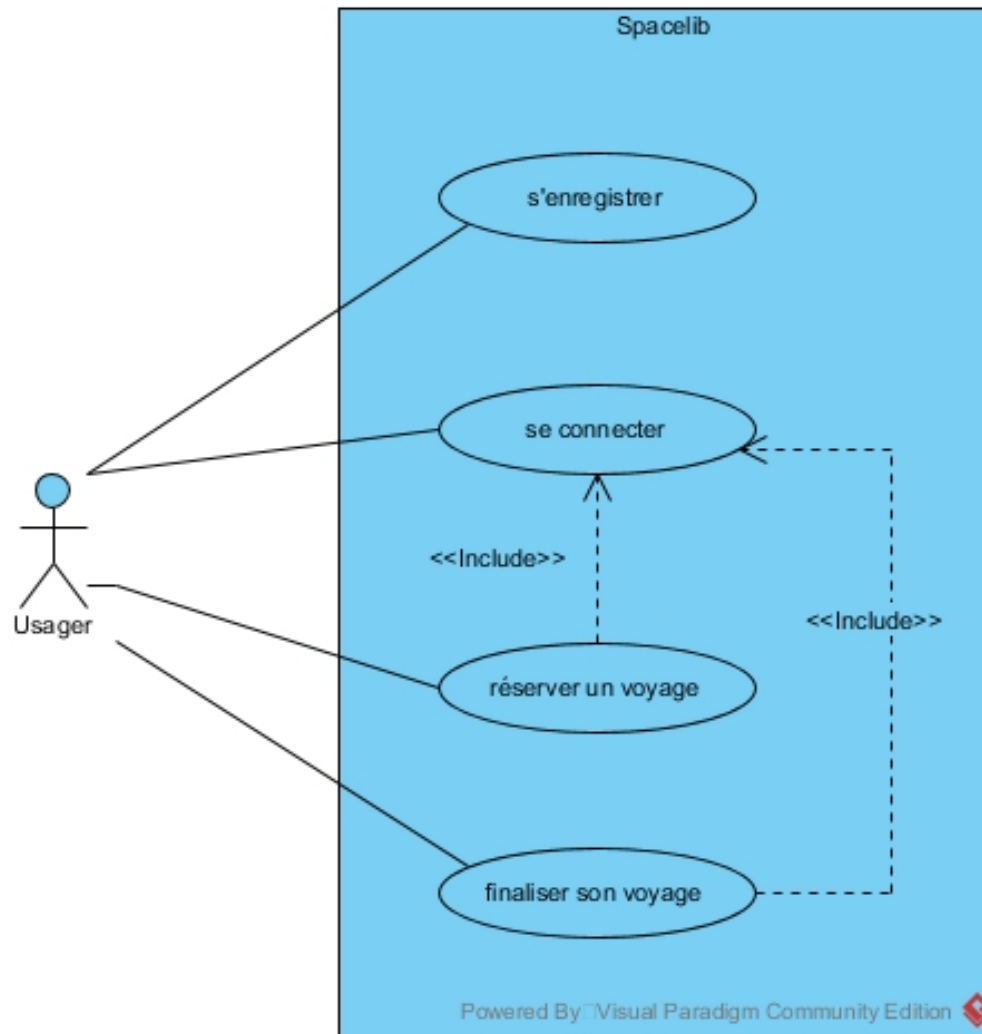 Spacelib
s'enregistrer
se connecter
<<Include>>
Usager
<<Include>>
réserver un voyage
finaliser son voyage
Powered By Visual Paradigm Community Edition